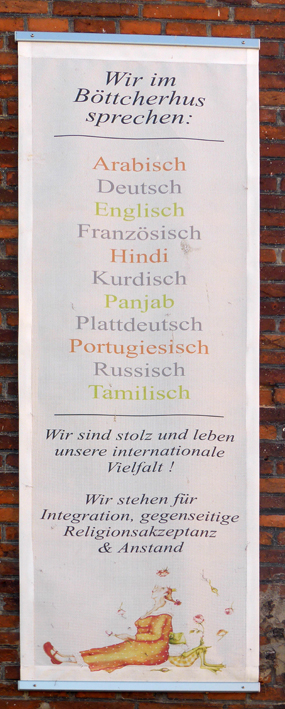 Wir im
Böttcherhus
sprechen:
Arabisch
Deutsch
Englisch
Französisch
Hindi
Kurdisch
Panjab
Plattdeutsch
Portugiesisch
Russisch
Tamilisch
Wir sind stolz und leben
unsere internationale
Vielfalt !
Wir stehen für
Integration, gegenseitige
Religionsakzeptanz
& Anstand